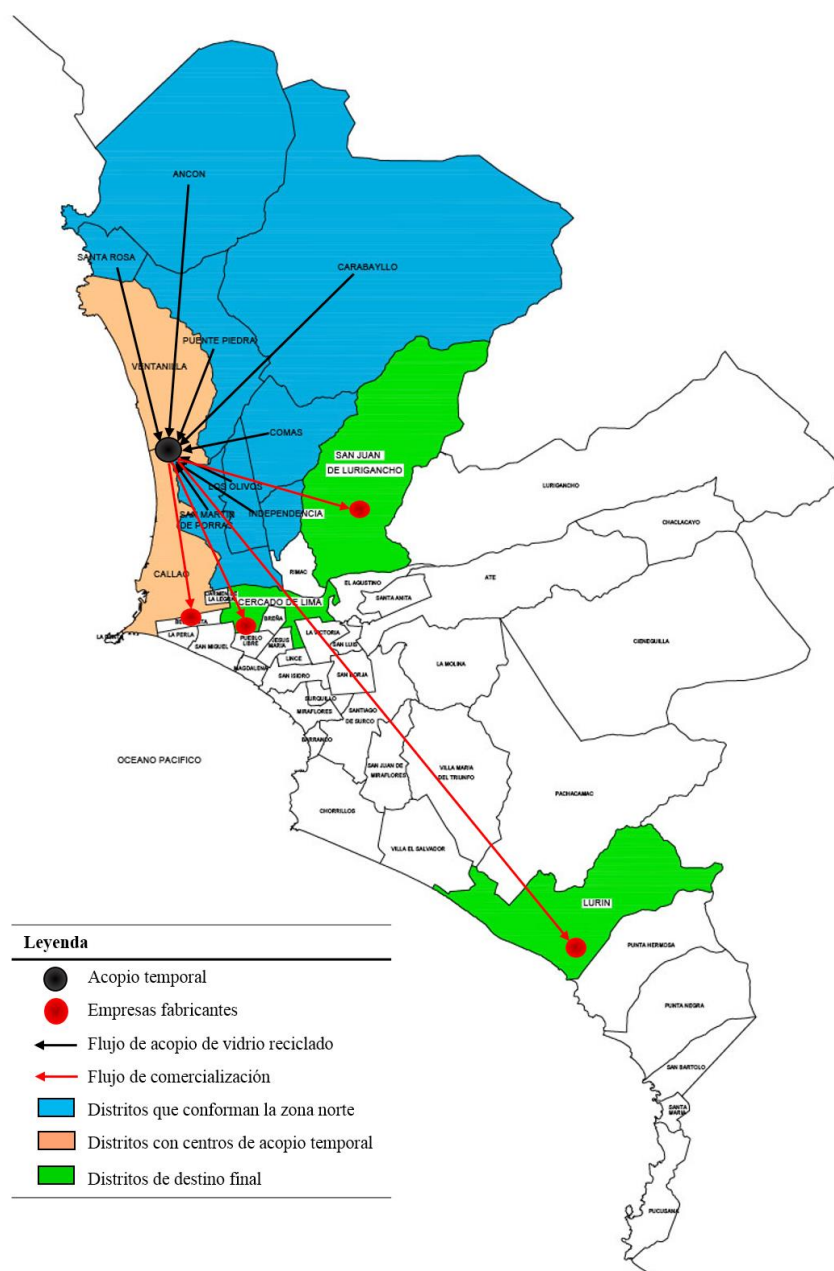 ANCON
SANTA ROSA
CARABAYLLO
PUENTE PIEDRA
VENTANILLA
COMAS
SAN JUAN
DE LURIGANCHO
LOS OLIVOS
LURIGANCHO
SAN MARTIN
DE PORRAS
INDEPENDENCIA
CHACLACAYO
CALLAO
RIMAC
ATE
EL AGUSTINO
SANTA ANITA
LA LEGUA
CERCADO DE LIMA
BREÑA
LA VICTORIA
LA PERLA
SAN MIGUEL
PUEBLO
LIBRE
JESUS
MARIA
SAN LUIS
CIENEGUILLA
LINCE
MAGDALENA
SAN ISIDRO
SAN BORJA
LA MOLINA
SURQUILLO
MIRAFLORES
SANTIAGO
DE SURCO
BARRANCO
OCEANO PACIFICO
SAN JUAN DE
MIRAFLORES
VILLA MARIA
DEL TRIUNFO
PACHACAMAC
CHORRILLOS
VILLA EL SALVADOR
LURIN
PUNTA HERMOSA
PUNTA NEGRA
SAN BARTOLO
SANTA
MARIA
PUCUSANA
Leyenda
Acopio temporal
Empresas fabricantes
Flujo de acopio de vidrio reciclado
Flujo de comercialización
Distritos que conforman la zona norte
Distritos con centros de acopio temporal
Distritos de destino final